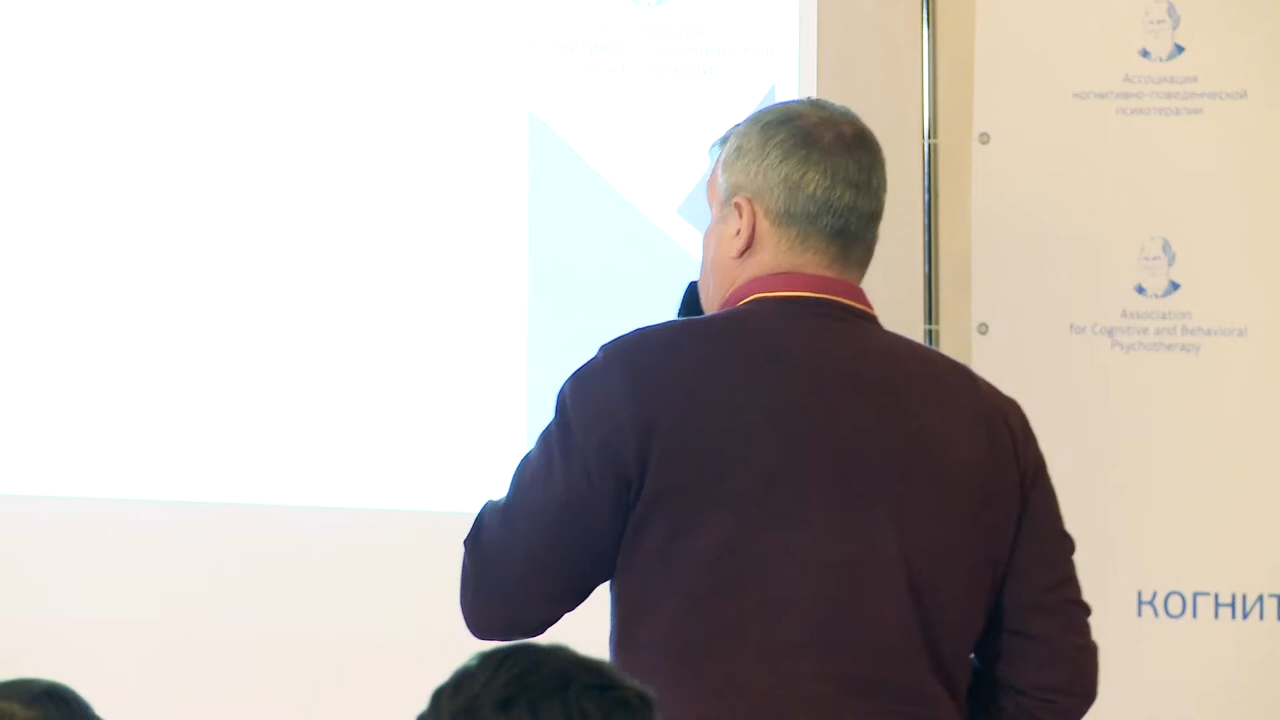 Ассоциация
когнитивно-поведенческой
психотерапии
Association
for Cognitive and Behavioral
Psychotherapy
КОГНИТ